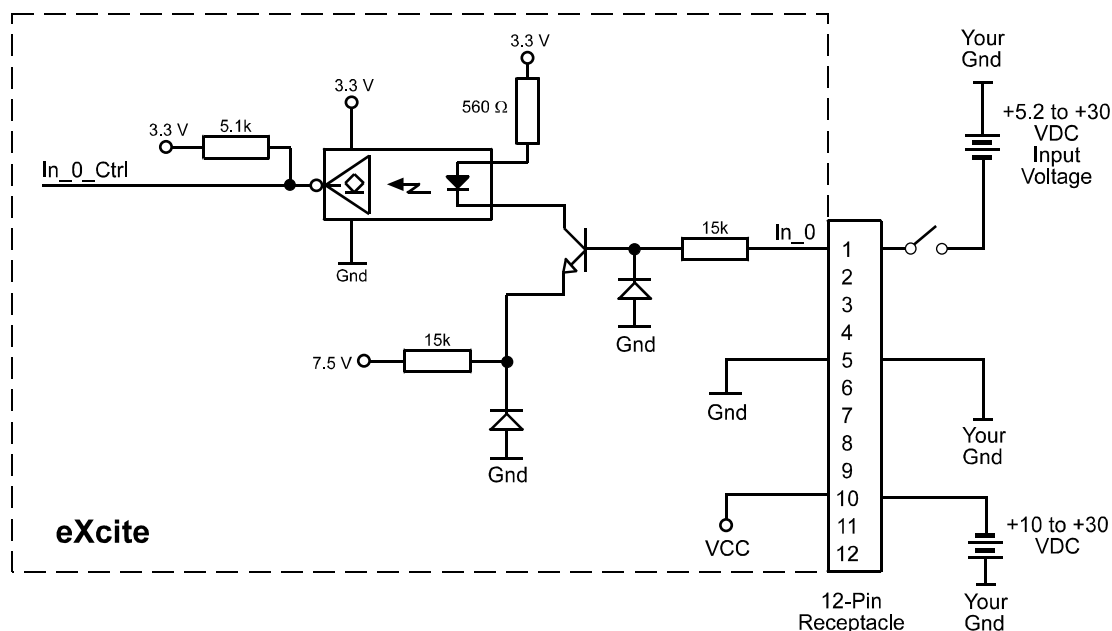 3.3 V
560 Ω
3.3 V
3.3 V
5.1k
In_0_Ctrl
Gnd
15k
In_0
Gnd
7.5 V
15k
Gnd
Gnd
eXcite
VCC
1
2
3
4
5
6
7
8
9
10
11
12
12-Pin
Receptacle
Your
Gnd
+5.2 to +30
VDC
Input
Voltage
Your
Gnd
+10 to +30
VDC
Your
Gnd